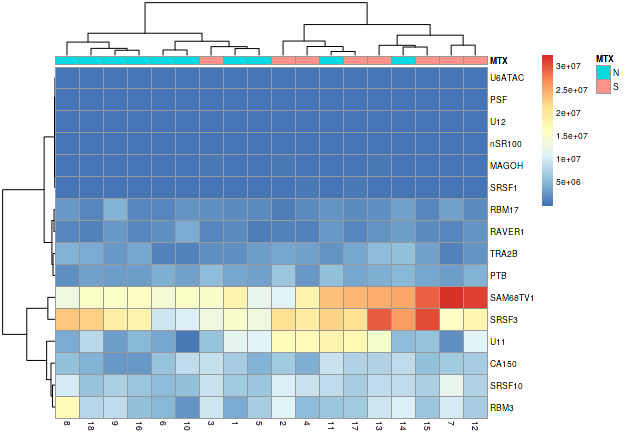 MTX
U6ATAC
PSF
U12
nSR100
MAGOH
SRSF1
RBM17
RAVER1
TRA2B
PTB
SAM68TV1
SRSF3
U11
CA150
SRSF10
RBM3
8 18 9 16 6 10 3 1 5 2 4 11 17 13 14 15 7 12
3e+07
2.5e+07
2e+07
1.5e+07
1e+07
5e+06
MTX
N
S